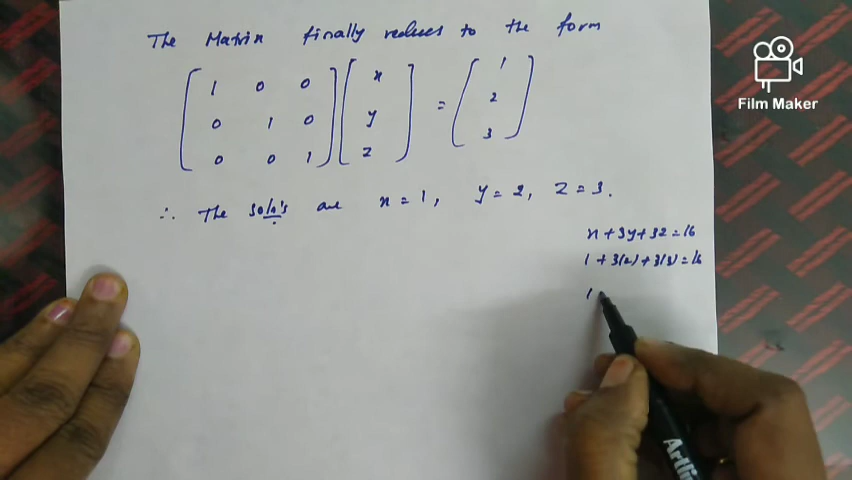 The Matrix finally reduces to the form
1 0 0 x 1
0 1 0 y = 2
0 0 1 z 3
∴ The soln's are x = 1, y = 2, z = 3.
x + 3y + 3z = 16
1 + 3(2) + 3(3) = 16
1
Film Maker
Artli